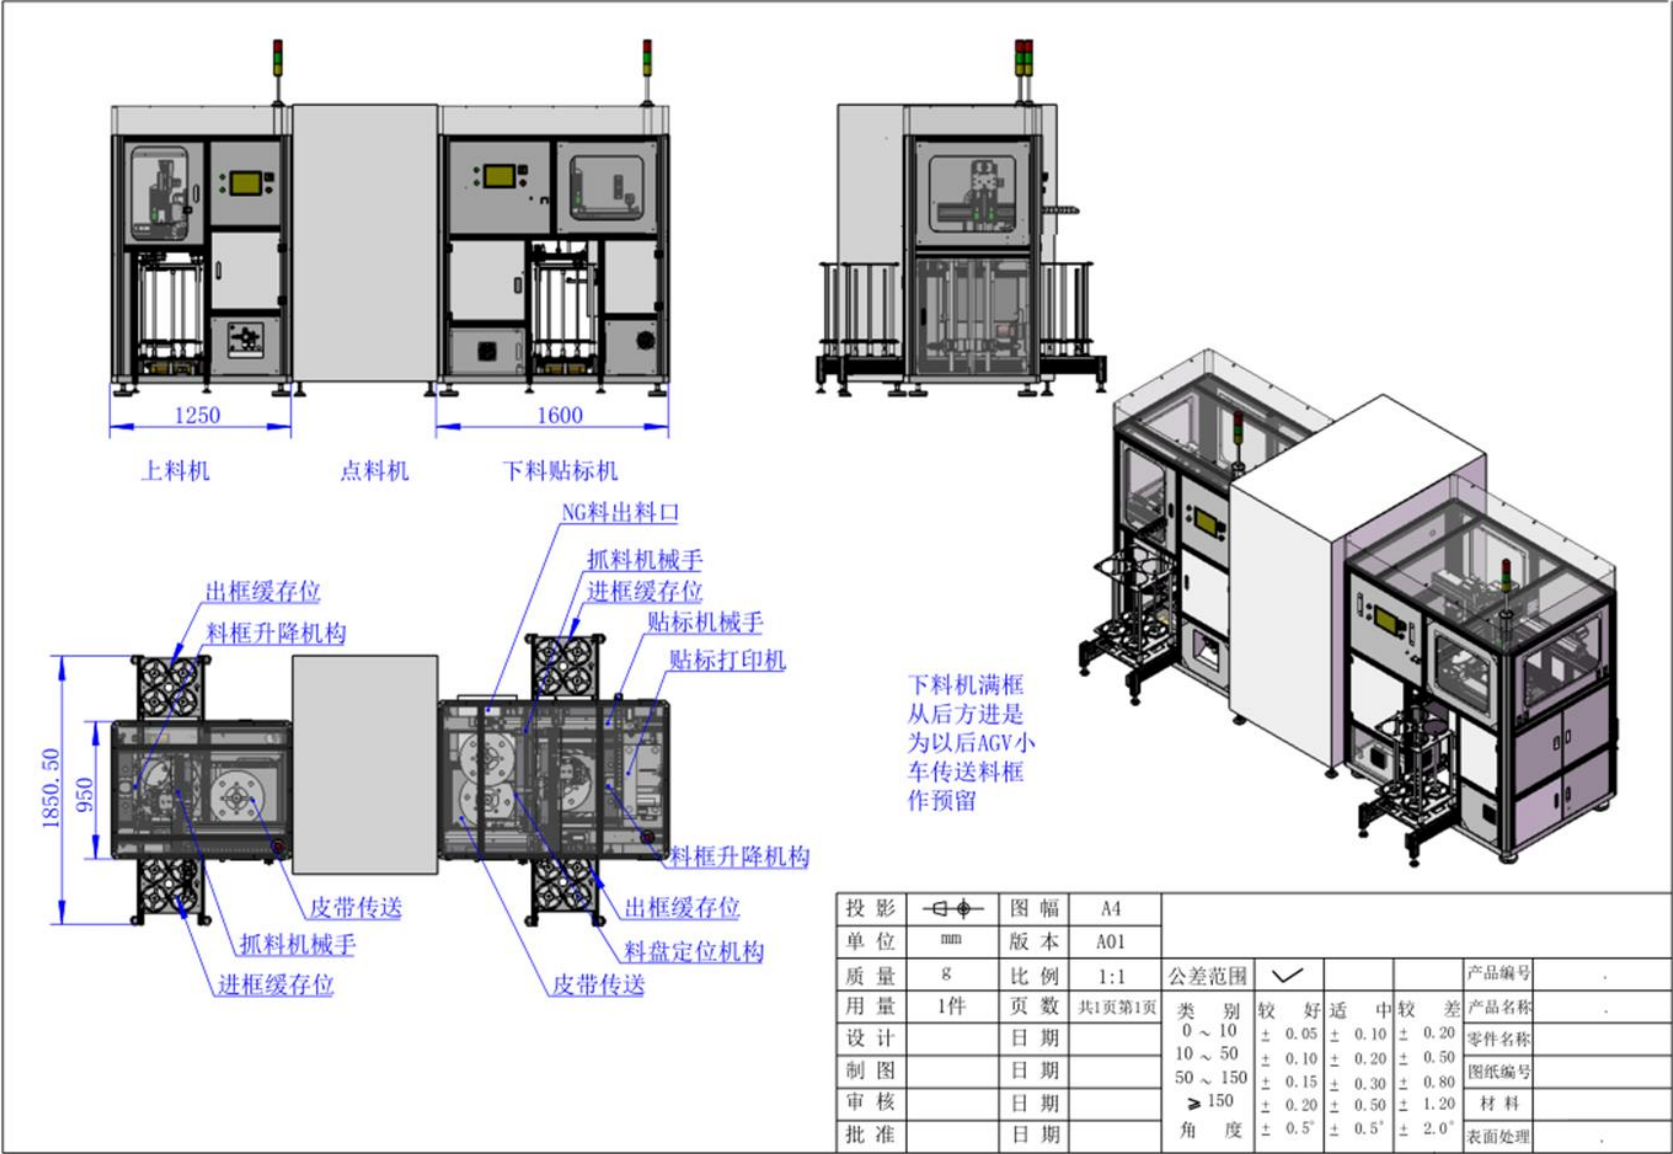 1250
1600
上料机
点料机
下料贴标机
NG料出料口
抓料机械手
进框缓存位
贴标机械手
贴标打印机
出框缓存位
料框升降机构
1850.50
950
皮带传送
抓料机械手
进框缓存位
料框升降机构
出框缓存位
料盘定位机构
皮带传送
下料机满框
从后方进是
为以后AGV小
车传送料框
作预留
投影 图幅 A4
单位 mm 版本 A01
质量 g 比例 1:1 公差范围 产品编号 .
用量 1件 页数 共1页第1页 类别 较好 适中 较差 产品名称 .
0 ~ 10 ± 0.05 ± 0.10 ± 0.20
设计 日期 零件名称
10 ~ 50 ± 0.10 ± 0.20 ± 0.50
制图 日期 图纸编号
50 ~ 150 ± 0.15 ± 0.30 ± 0.80
审核 日期 ≥150 ± 0.20 ± 0.50 ± 1.20 材料
批准 日期 角度 ± 0.5° ± 0.5° ± 2.0° 表面处理 .